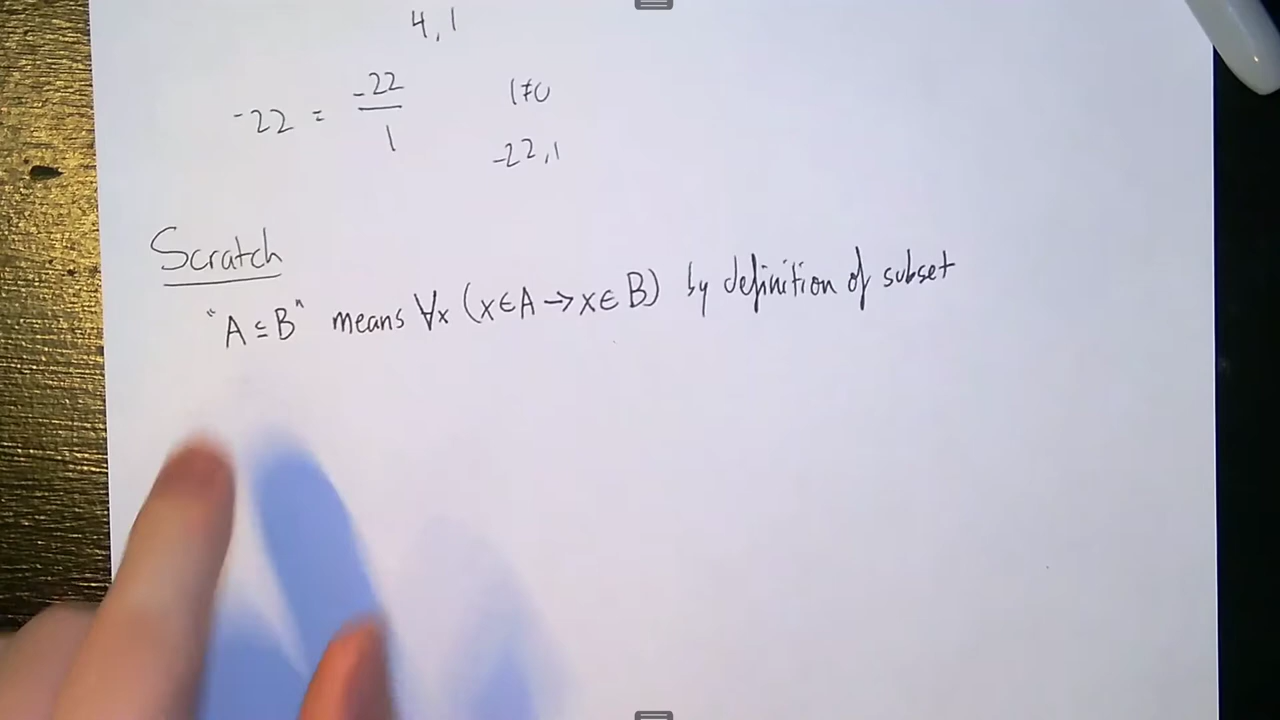 4, 1
-22 = -22/1
1≠0
-22, 1
Scratch
"A ⊆ B" means ∀x (x∈A → x∈B) by definition of subset